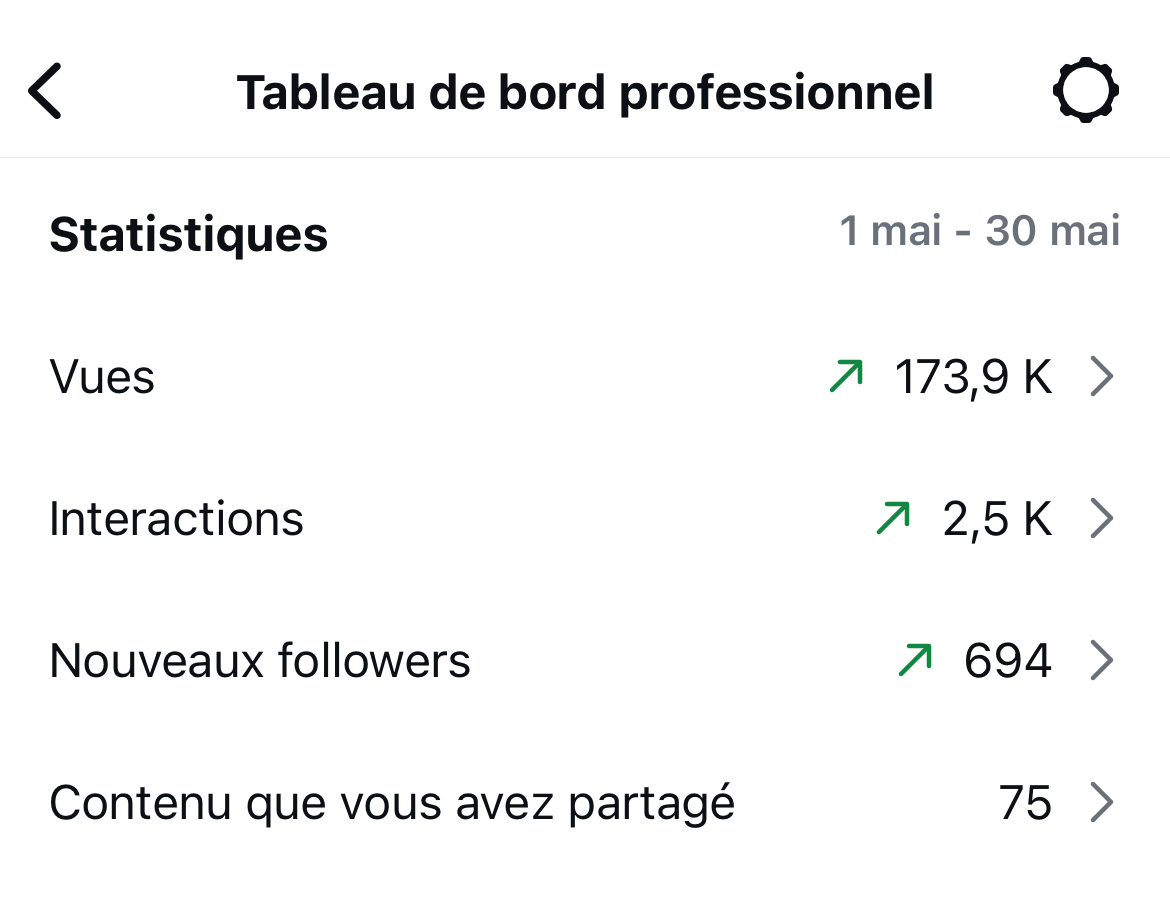 Tableau de bord professionnel
Statistiques 1 mai - 30 mai
Vues 173,9 K
Interactions 2,5 K
Nouveaux followers 694
Contenu que vous avez partagé 75